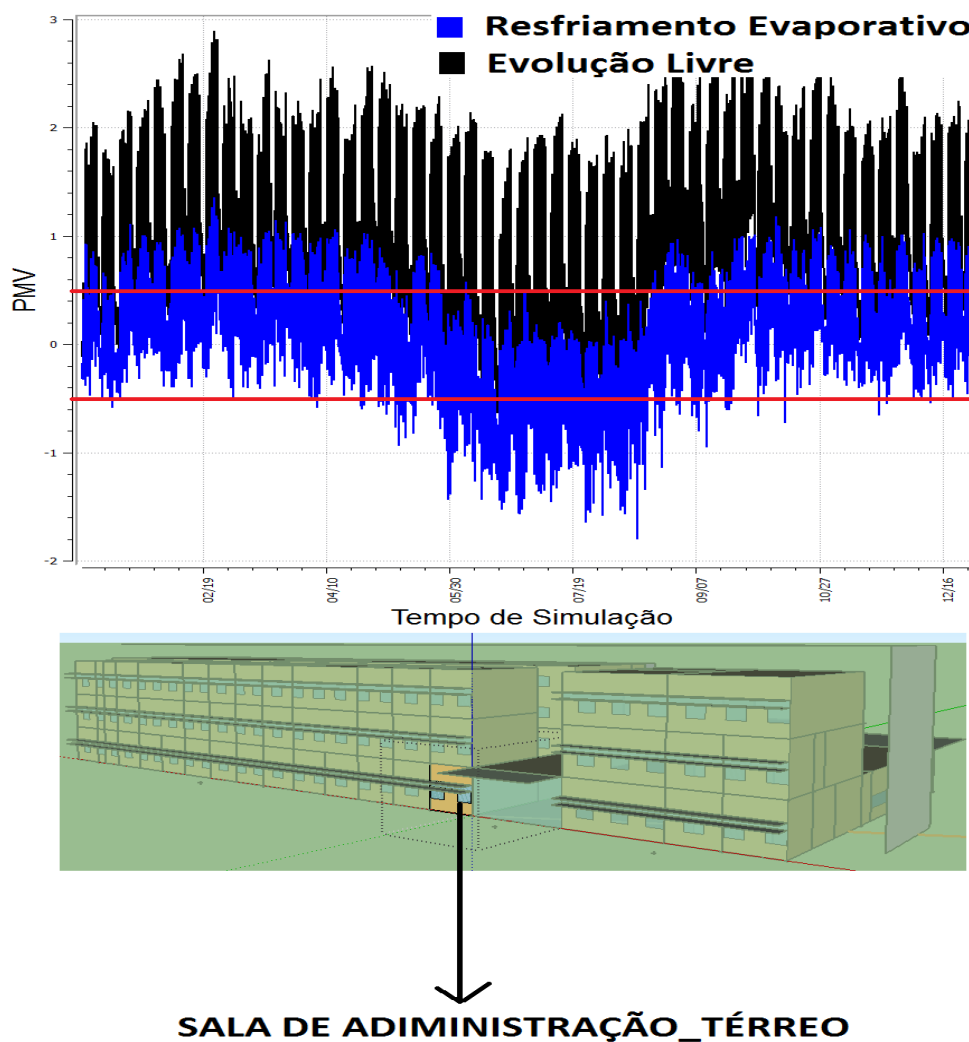 3
Resfriamento Evaporativo
Evolução Livre
2
1
0
-1
-2
PMV
02/19
04/10
05/30
07/19
09/07
10/27
12/16
Tempo de Simulação
SALA DE ADIMINISTRAÇÃO_TÉRREO